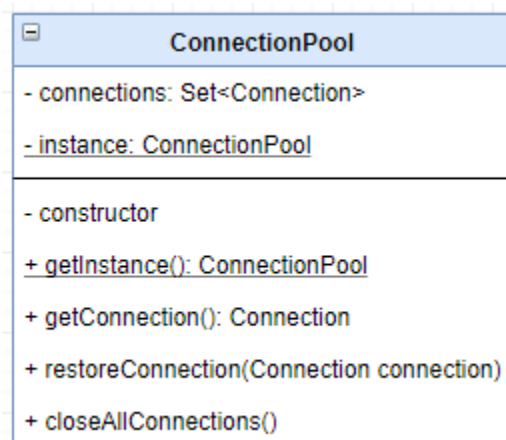 ConnectionPool
- connections: Set<Connection>
- instance: ConnectionPool
- constructor
+ getInstance(): ConnectionPool
+ getConnection(): Connection
+ restoreConnection(Connection connection)
+ closeAllConnections()